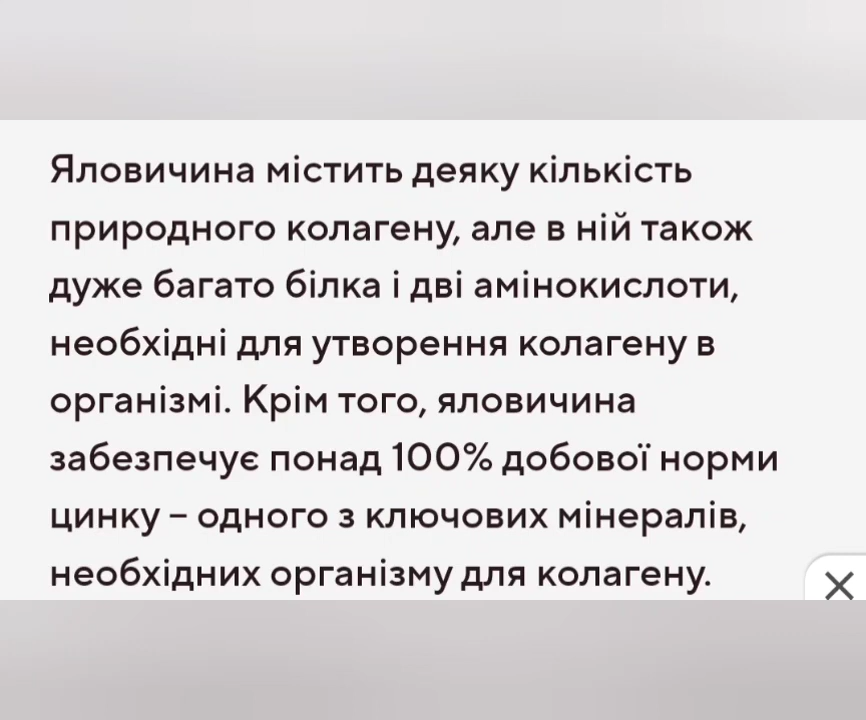 Яловичина містить деяку кількість
природного колагену, але в ній також
дуже багато білка і дві амінокислоти,
необхідні для утворення колагену в
організмі. Крім того, яловичина
забезпечує понад 100% добової норми
цинку – одного з ключових мінералів,
необхідних організму для колагену.